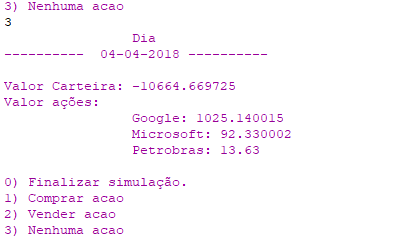 3) Nenhuma acao
3
Dia
---------- 04-04-2018 ----------
Valor Carteira: -10664.669725
Valor ações:
Google: 1025.140015
Microsoft: 92.330002
Petrobras: 13.63
0) Finalizar simulação.
1) Comprar acao
2) Vender acao
3) Nenhuma acao